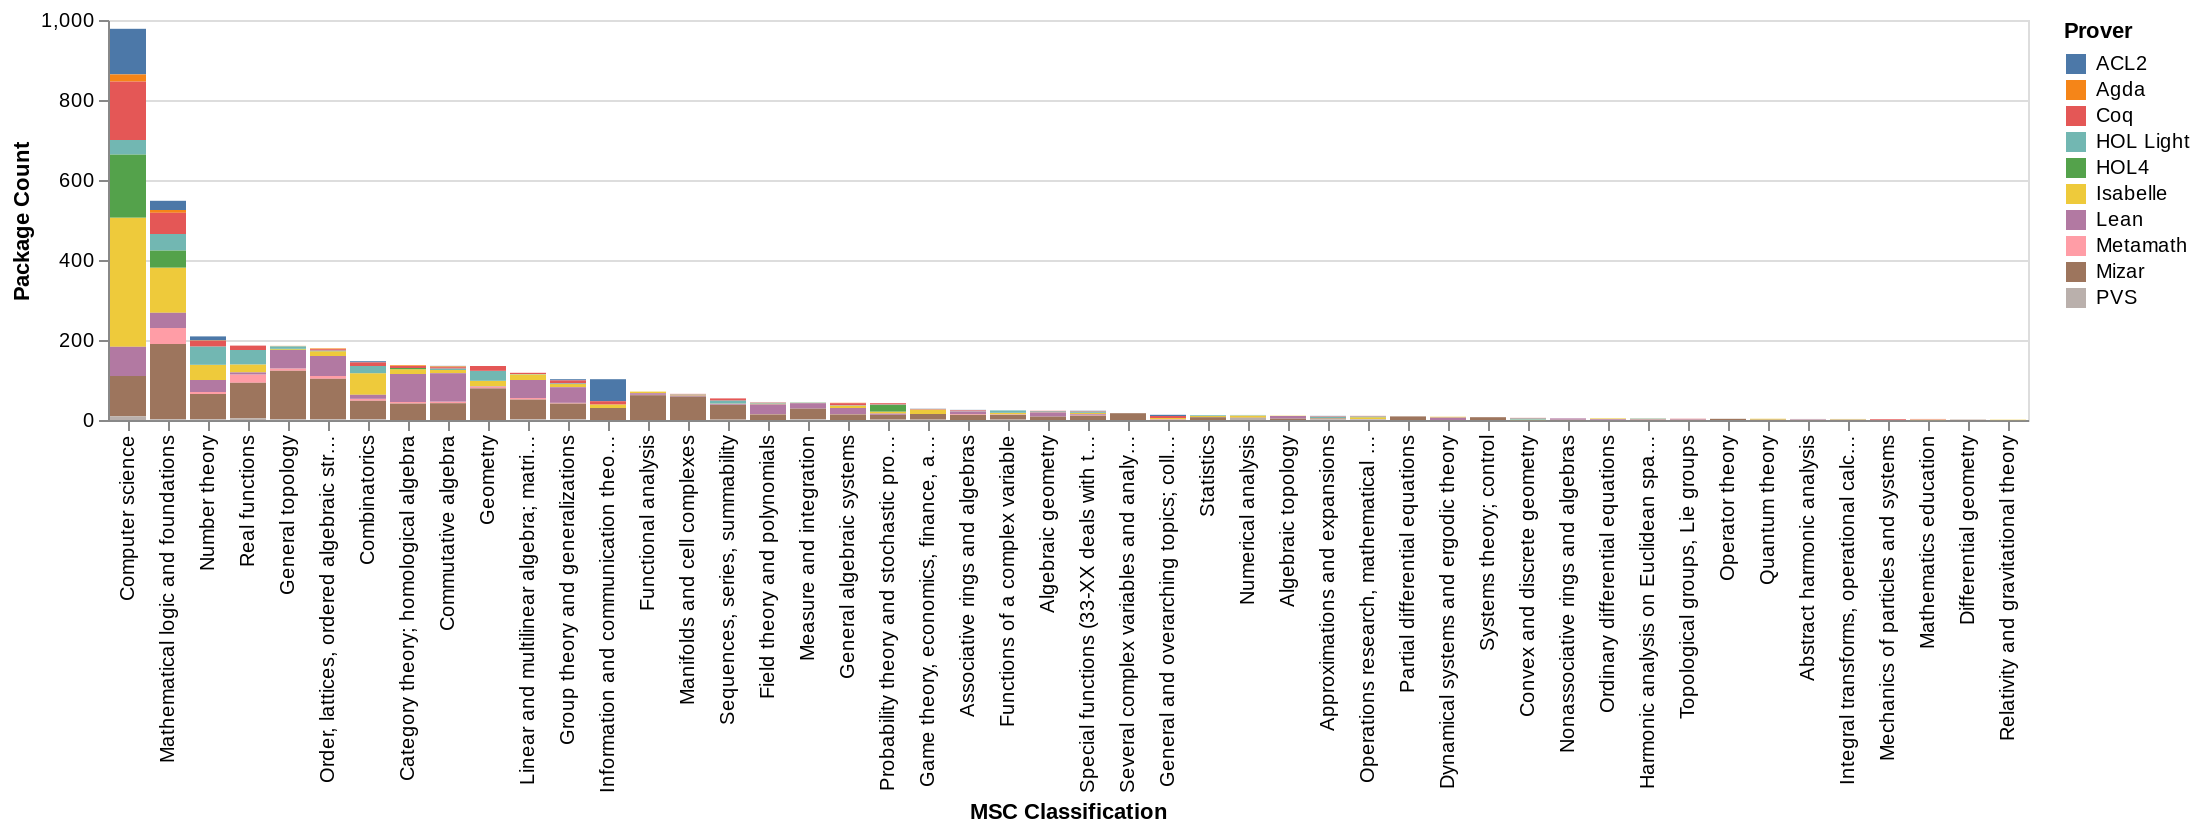 1,000
800
600
400
200
0
Package Count
Computer science
Mathematical logic and foundations
Number theory
Real functions
General topology
Order, lattices, ordered algebraic str…
Combinatorics
Category theory; homological algebra
Commutative algebra
Geometry
Linear and multilinear algebra; matri…
Group theory and generalizations
Information and communication theo…
Functional analysis
Manifolds and cell complexes
Sequences, series, summability
Field theory and polynomials
Measure and integration
General algebraic systems
Probability theory and stochastic pro…
Game theory, economics, finance, a…
Associative rings and algebras
Functions of a complex variable
Algebraic geometry
Special functions (33-XX deals with t…
Several complex variables and analy…
General and overarching topics; coll…
Statistics
Numerical analysis
Algebraic topology
Approximations and expansions
Operations research, mathematical …
Partial differential equations
Dynamical systems and ergodic theory
Systems theory; control
Convex and discrete geometry
Nonassociative rings and algebras
Ordinary differential equations
Harmonic analysis on Euclidean spa…
Topological groups, Lie groups
Operator theory
Quantum theory
Abstract harmonic analysis
Integral transforms, operational calc…
Mechanics of particles and systems
Mathematics education
Differential geometry
Relativity and gravitational theory
MSC Classification
Prover
ACL2
Agda
Coq
HOL Light
HOL4
Isabelle
Lean
Metamath
Mizar
PVS